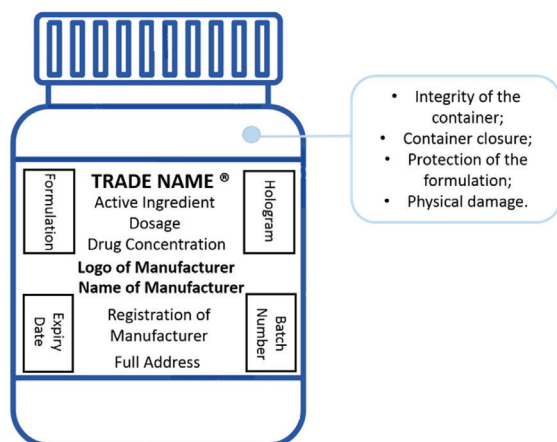 TRADE NAME ®
Active Ingredient
Dosage
Drug Concentration
Formulation
Hologram
Logo of Manufacturer
Name of Manufacturer
Registration of
Manufacturer
Full Address
Expiry
Date
Batch
Number
• Integrity of the
container;
• Container closure;
• Protection of the
formulation;
• Physical damage.